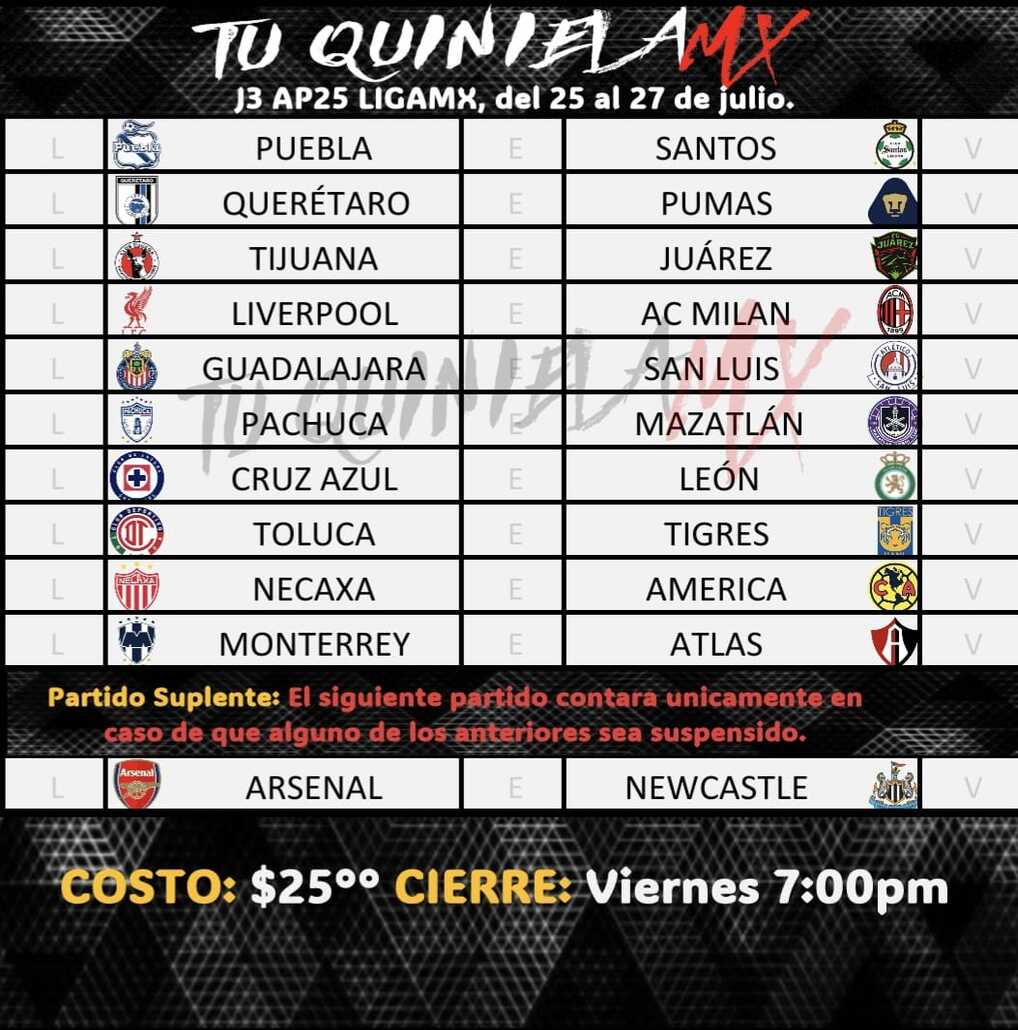 TU QUINIELAMX
J3 AP25 LIGAMX, del 25 al 27 de julio.
L PUEBLA E SANTOS V
L QUERÉTARO E PUMAS V
L TIJUANA E JUÁREZ V
L LIVERPOOL E AC MILAN V
L GUADALAJARA E SAN LUIS V
L PACHUCA E MAZATLÁN V
L CRUZ AZUL E LEÓN V
L TOLUCA E TIGRES V
L NECAXA E AMERICA V
L MONTERREY E ATLAS V
TU QUINIELAMX
Partido Suplente: El siguiente partido contara unicamente en
caso de que alguno de los anteriores sea suspendido.
L ARSENAL E NEWCASTLE V
COSTO: $25°° CIERRE: Viernes 7:00pm